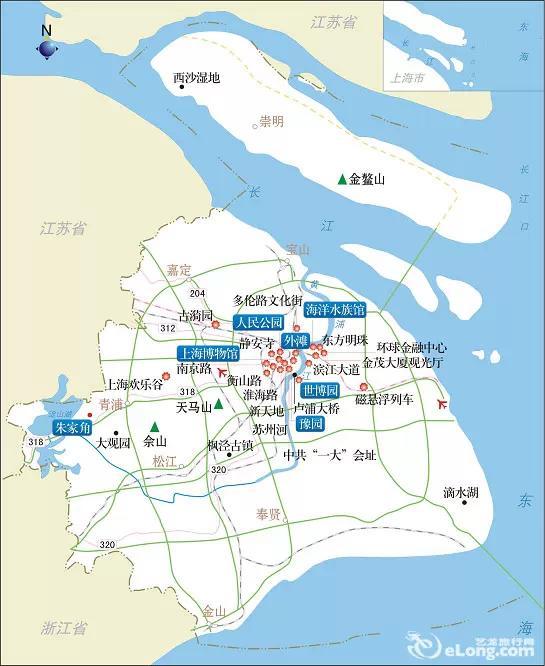 江苏省
东
海
长
江
上海市
N
西沙湿地
崇明
金鳌山
长
江
口
长
江
江苏省
宝山
嘉定
黄
浦
江
204
多伦路文化街
海洋水族馆
312
古漪园
人民公园
静安寺
外滩
东方明珠
环球金融中心
上海博物馆
金茂大厦观光厅
南京路
滨江大道
上海欢乐谷
衡山路
世博园
磁悬浮列车
318
淮海路
青浦
天马山
新天地
卢浦大桥
淀山湖
朱家角
豫园
318
大观园
佘山
苏州河
枫泾古镇
中共“一大”会址
松江
320
滴水湖
奉贤
东
320
金山
浙江省
海
艺龙旅行网
eLong.com